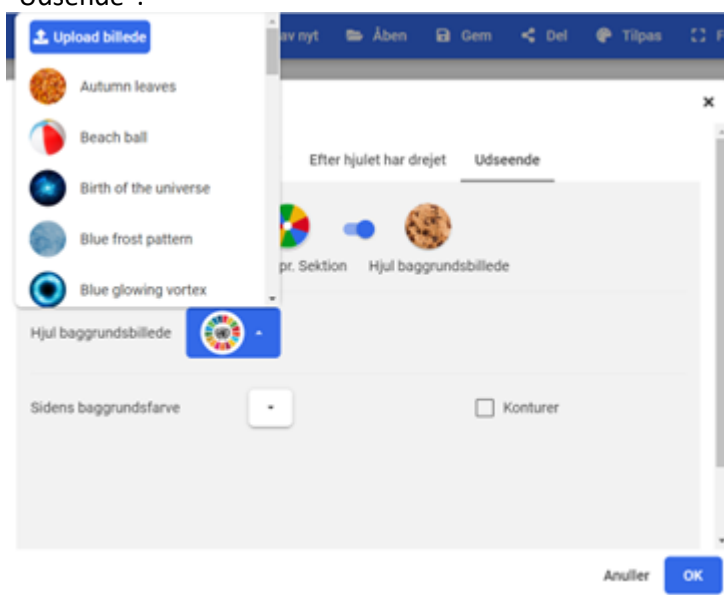 "Udsende".
Upload billede
av nyt Åben Gem Del Tilpas F
Autumn leaves
Beach ball
Efter hjulet har drejet Udseende
Birth of the universe
Blue frost pattern
pr. Sektion Hjul baggrundsbillede
Blue glowing vortex
Hjul baggrundsbillede
Sidens baggrundsfarve Konturer
Anuller OK